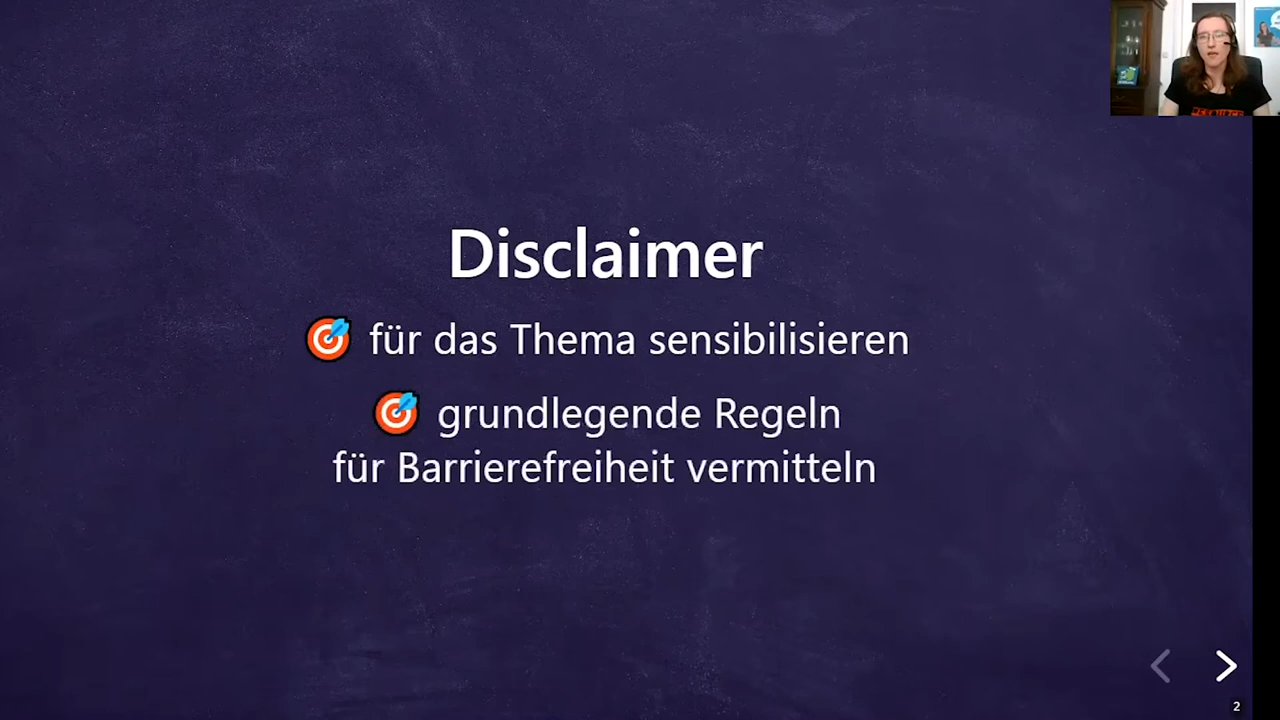 Disclaimer
🎯 für das Thema sensibilisieren
🎯 grundlegende Regeln
für Barrierefreiheit vermitteln
2